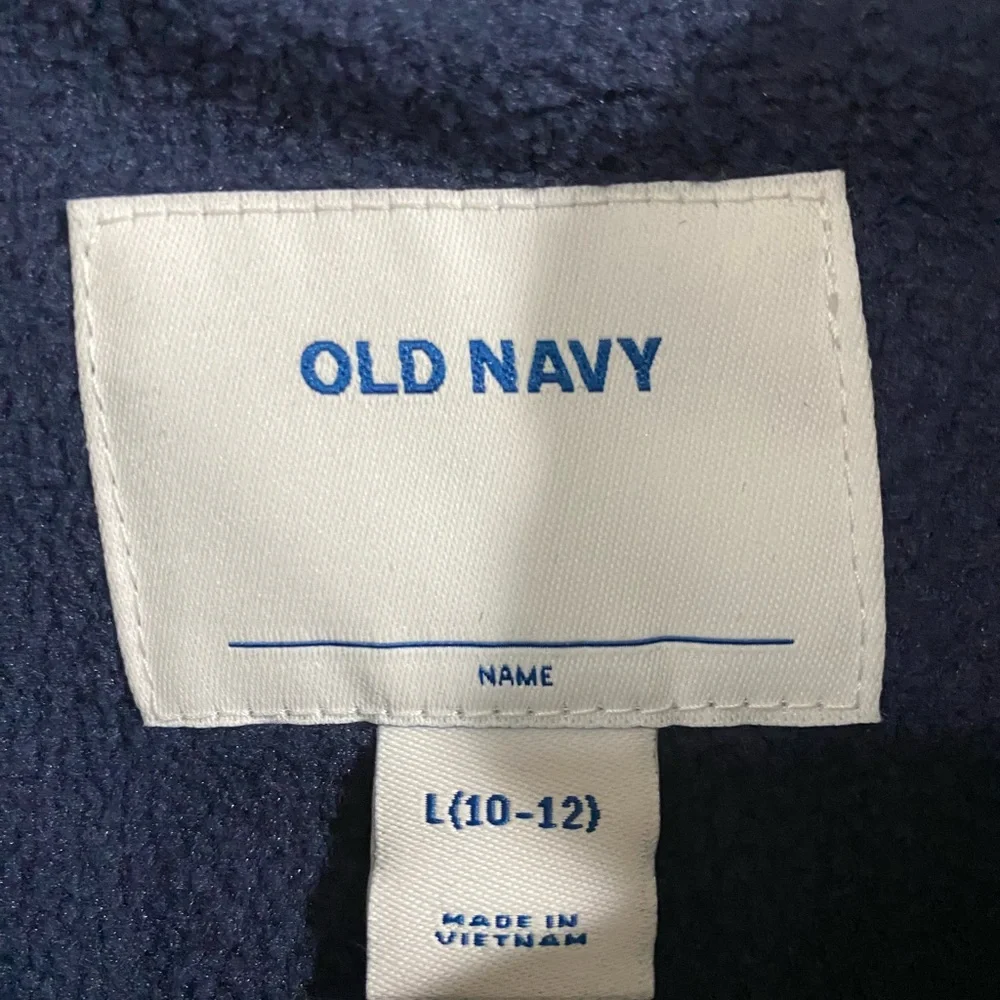 OLD NAVY
NAME
L(10-12)
MADE IN
VIETNAM